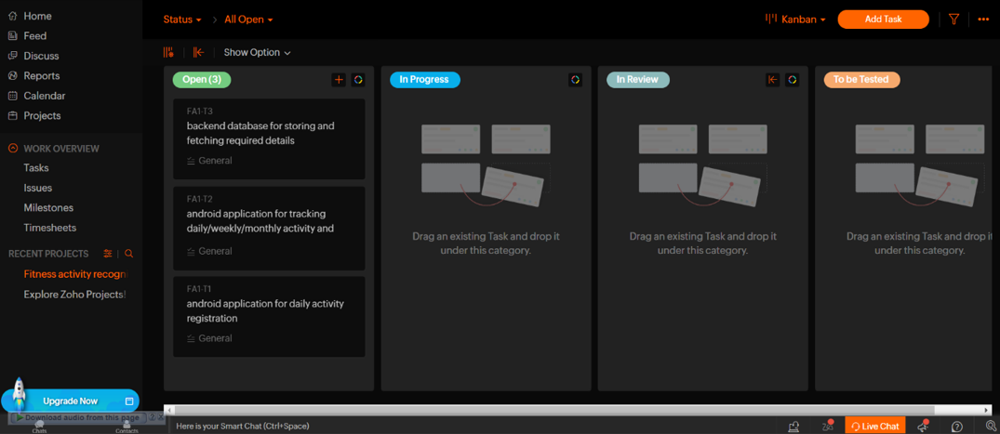 Home
Feed
Discuss
Reports
Calendar
Projects
WORK OVERVIEW
Tasks
Issues
Milestones
Timesheets
RECENT PROJECTS
Fitness activity recogn
Explore Zoho Projects!
Upgrade Now
Download audio from this page
Chats
Contacts
Status
All Open
Kanban
Add Task
Show Option
Open (3)
FA1-T3
backend database for storing and
fetching required details
General
FA1-T2
android application for tracking
daily/weekly/monthly activity and
General
FA1-T1
android application for daily activity
registration
General
In Progress
Drag an existing Task and drop it
under this category.
In Review
Drag an existing Task and drop it
under this category.
To be Tested
Drag an existing Task and drop it
under this category.
Here is your Smart Chat (Ctrl+Space)
Live Chat